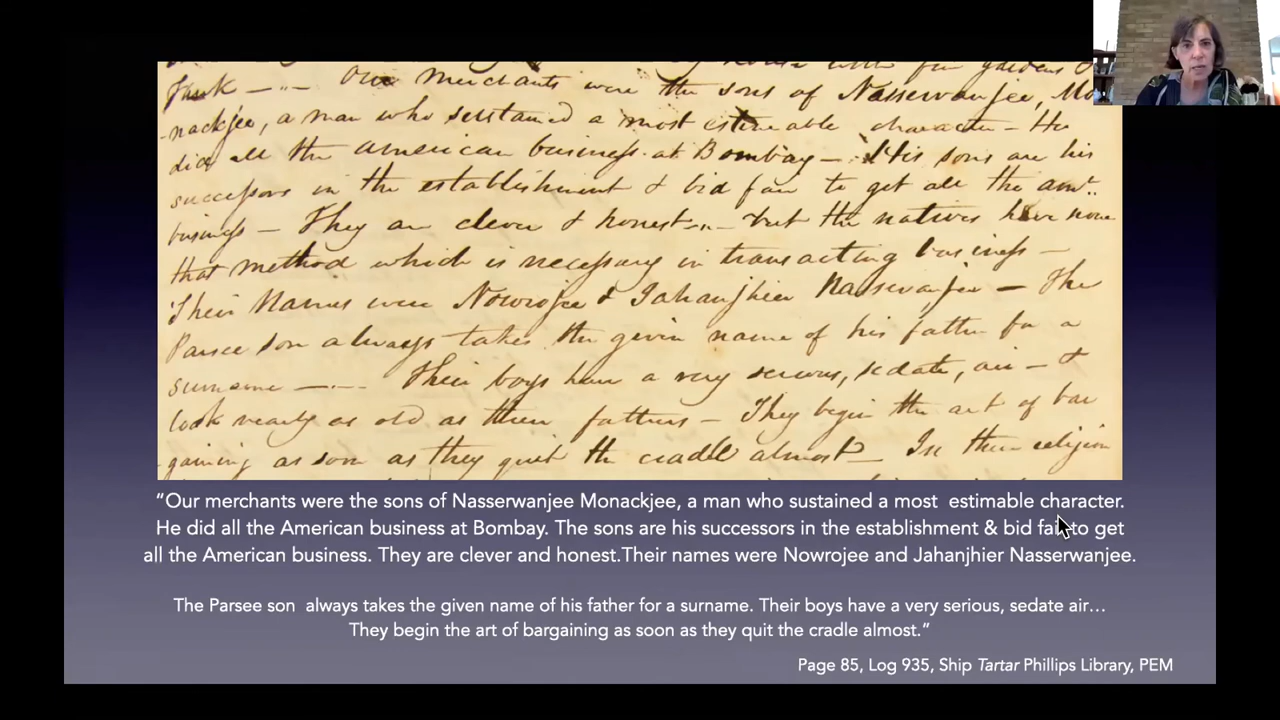 house with fin gardens &
Junk — Our merchants were the sons of Nasserwanjee, Mo
nackjee, a man who sustained a most estimable character — He
did all the american business at Bombay — His sons are his
successors in the establishment & bid fair to get all the amn.
business — They are clever & honest — but the natives have none
that method which is necessary in transacting business —
Their Names were Nowrojee & Jahanjhier Nassevanjee — The
Parsee son always takes the given name of his father for a
surname — Their boys have a very serious, sedate, air — &
look nearly as old as their fathers — They begin the art of bar
gaining as soon as they quit the cradle almost — In their religion
“Our merchants were the sons of Nasserwanjee Monackjee, a man who sustained a most estimable character.
He did all the American business at Bombay. The sons are his successors in the establishment & bid fair to get
all the American business. They are clever and honest.Their names were Nowrojee and Jahanjhier Nasserwanjee.
The Parsee son always takes the given name of his father for a surname. Their boys have a very serious, sedate air…
They begin the art of bargaining as soon as they quit the cradle almost.”
Page 85, Log 935, Ship Tartar Phillips Library, PEM